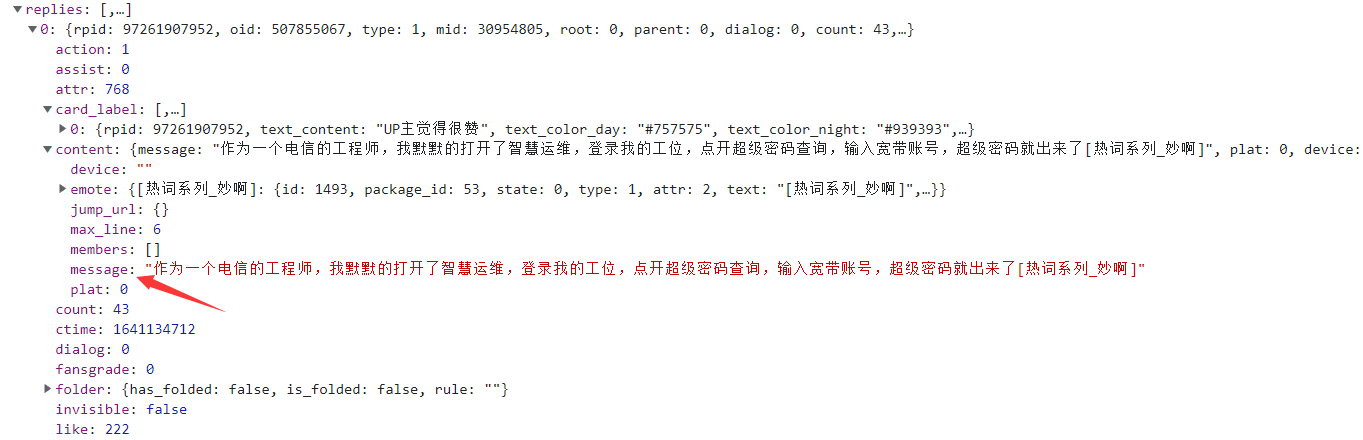 ▼replies: [,…]
▼0: {rpid: 97261907952, oid: 507855067, type: 1, mid: 30954805, root: 0, parent: 0, dialog: 0, count: 43,…}
action: 1
assist: 0
attr: 768
▼card_label: [,…]
▶0: {rpid: 97261907952, text_content: "UP主觉得很赞", text_color_day: "#757575", text_color_night: "#939393",…}
▼content: {message: "作为一个电信的工程师，我默默的打开了智慧运维，登录我的工位，点开超级密码查询，输入宽带账号，超级密码就出来了[热词系列_妙啊]", plat: 0, device:
device: ""
▶emote: {[热词系列_妙啊]: {id: 1493, package_id: 53, state: 0, type: 1, attr: 2, text: "[热词系列_妙啊]",…}}
jump_url: {}
max_line: 6
members: []
message: "作为一个电信的工程师，我默默的打开了智慧运维，登录我的工位，点开超级密码查询，输入宽带账号，超级密码就出来了[热词系列_妙啊]"
plat: 0
count: 43
ctime: 1641134712
dialog: 0
fansgrade: 0
▶folder: {has_folded: false, is_folded: false, rule: ""}
invisible: false
like: 222